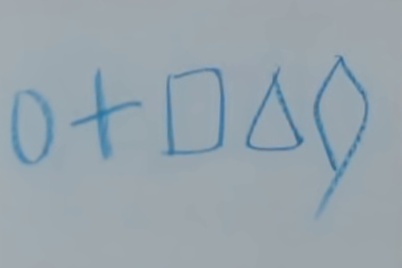 0 + □ △ ◊